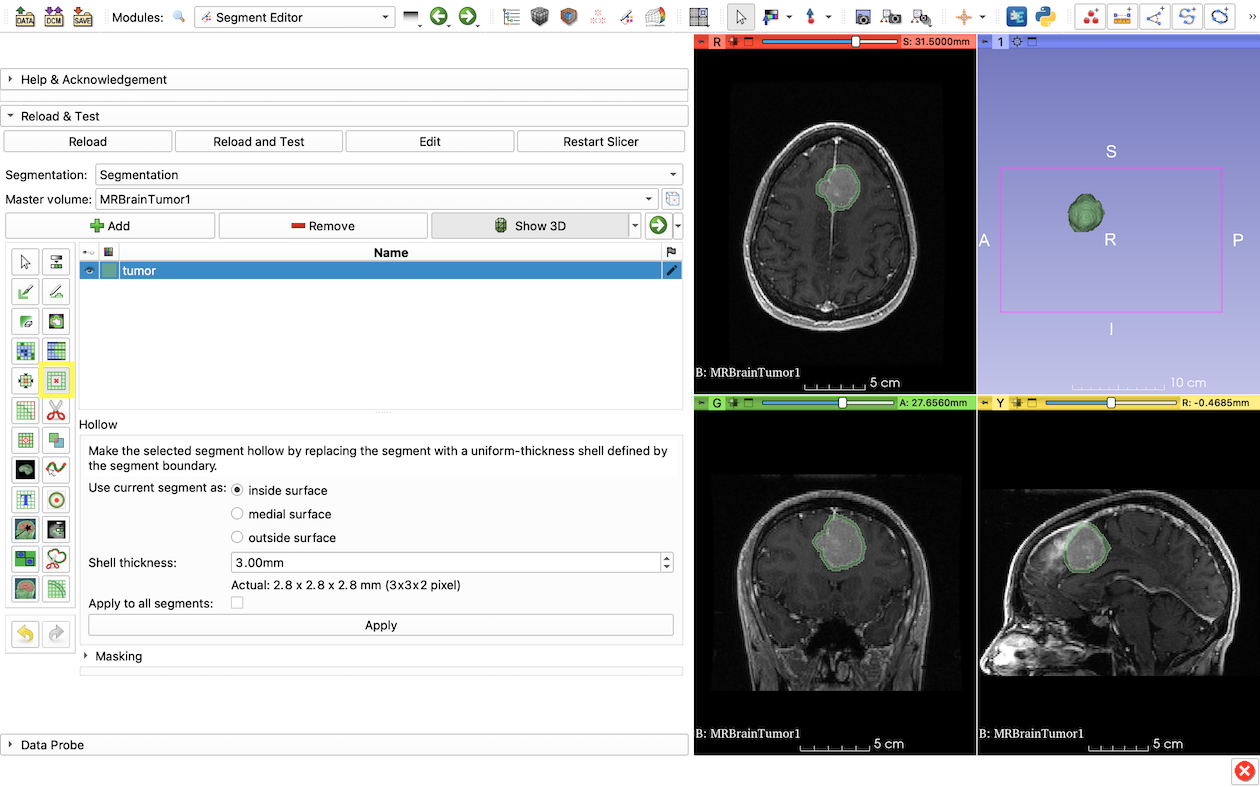 DATA
DCM
SAVE
Modules:
Segment Editor
Help & Acknowledgement
Reload & Test
Reload
Reload and Test
Edit
Restart Slicer
Segmentation:
Segmentation
Master volume:
MRBrainTumor1
Add
Remove
Show 3D
Name
tumor
Hollow
Make the selected segment hollow by replacing the segment with a uniform-thickness shell defined by
the segment boundary.
Use current segment as:
inside surface
medial surface
outside surface
Shell thickness:
3.00mm
Actual: 2.8 x 2.8 x 2.8 mm (3x3x2 pixel)
Apply to all segments:
Apply
Masking
Data Probe
R
S: 31.5000mm
B: MRBrainTumor1
5 cm
1
S
A
R
P
I
10 cm
G
A: 27.6560mm
B: MRBrainTumor1
5 cm
Y
R: -0.4685mm
B: MRBrainTumor1
5 cm